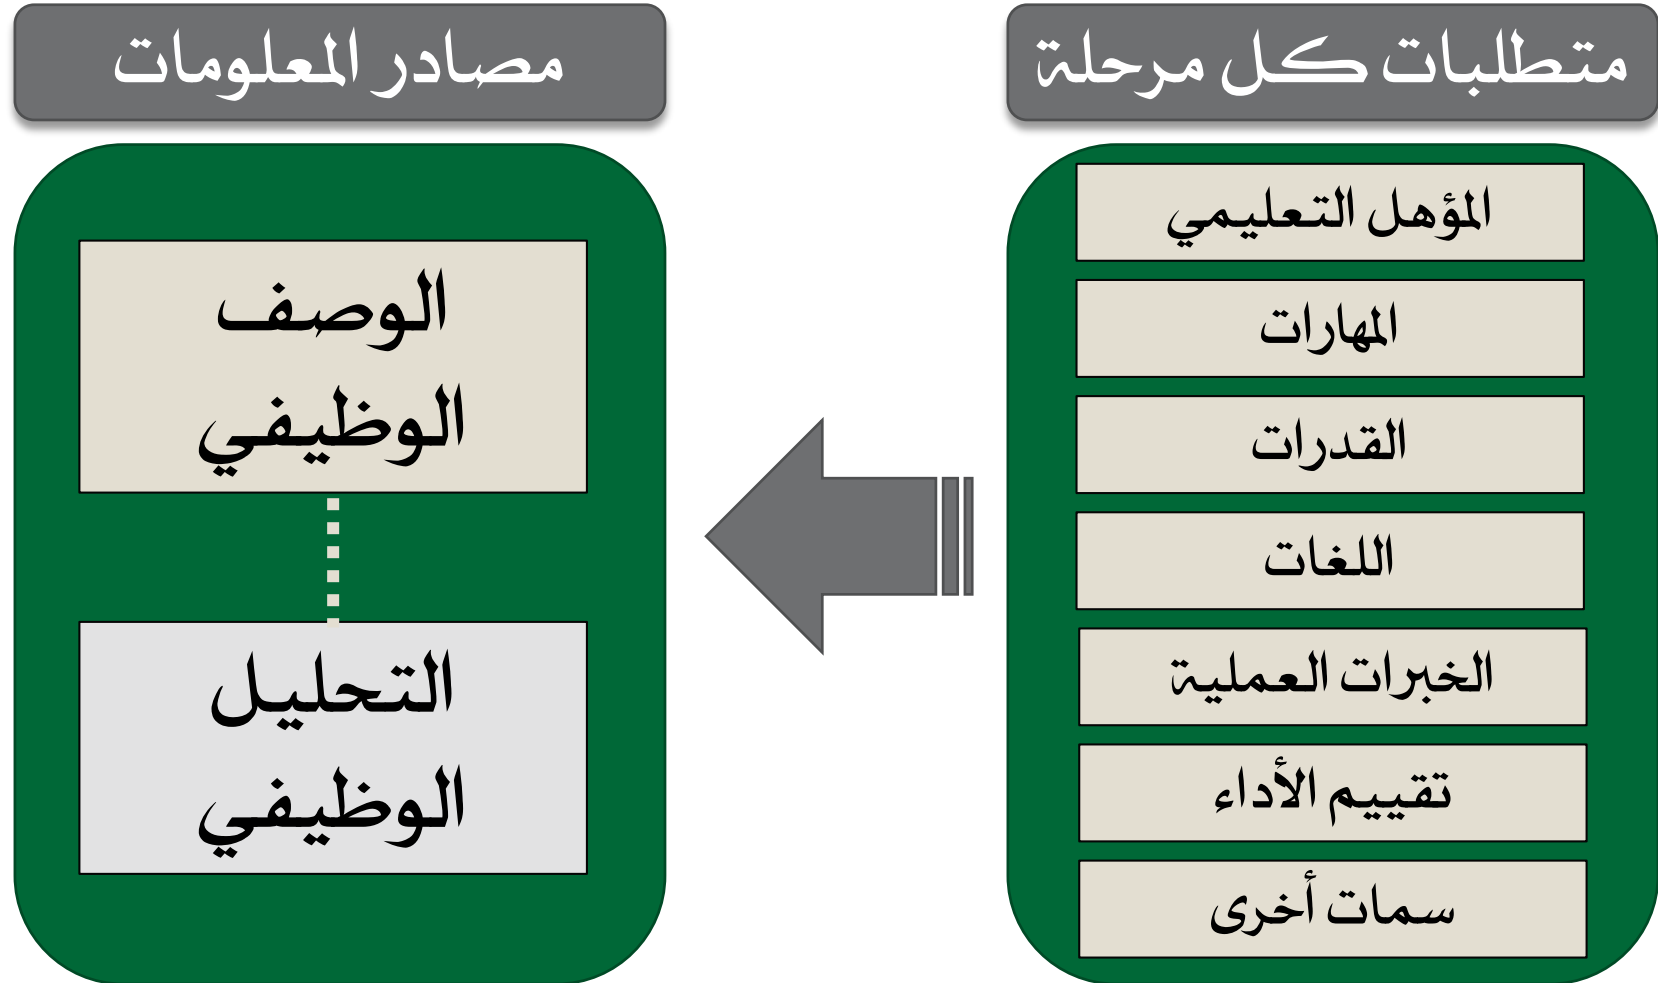 متطلبات كل مرحلة
المؤهل التعليمي
المهارات
القدرات
اللغات
الخبرات العملية
تقييم الأداء
سمات أخرى
مصادر المعلومات
الوصف
الوظيفي
التحليل
الوظيفي